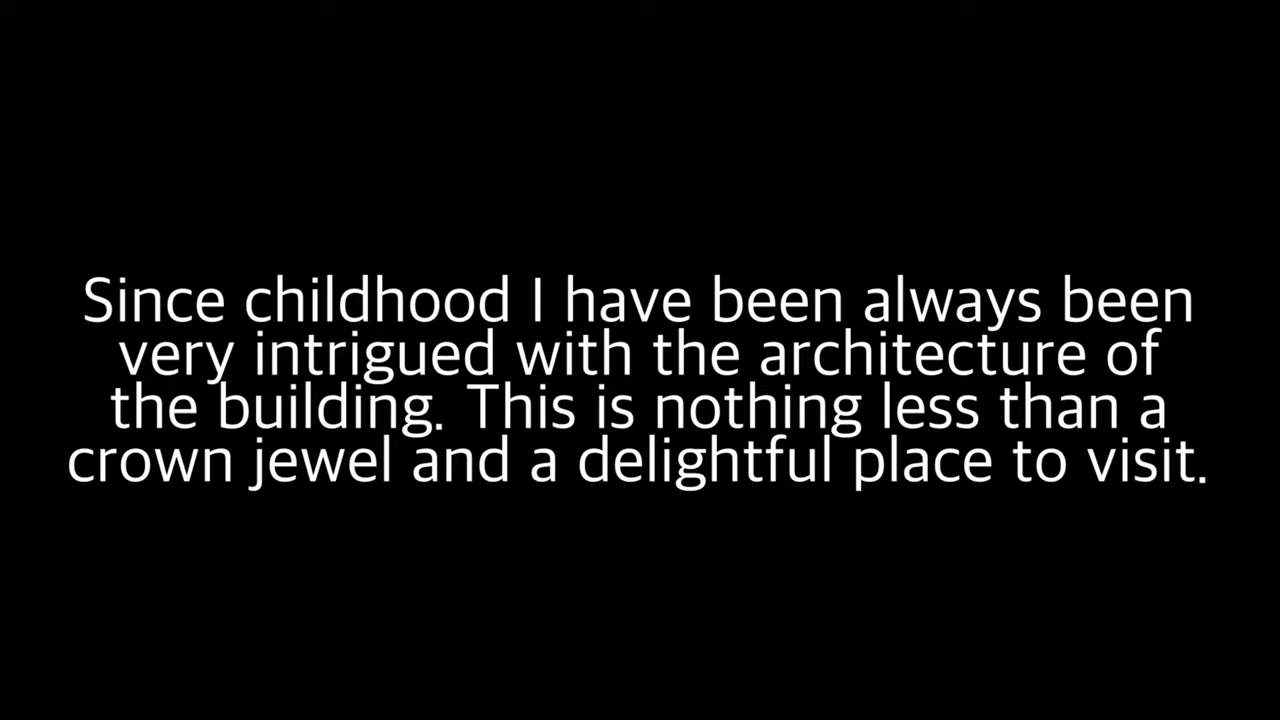 Since childhood I have been always been
very intrigued with the architecture of
the building. This is nothing less than a
crown jewel and a delightful place to visit.